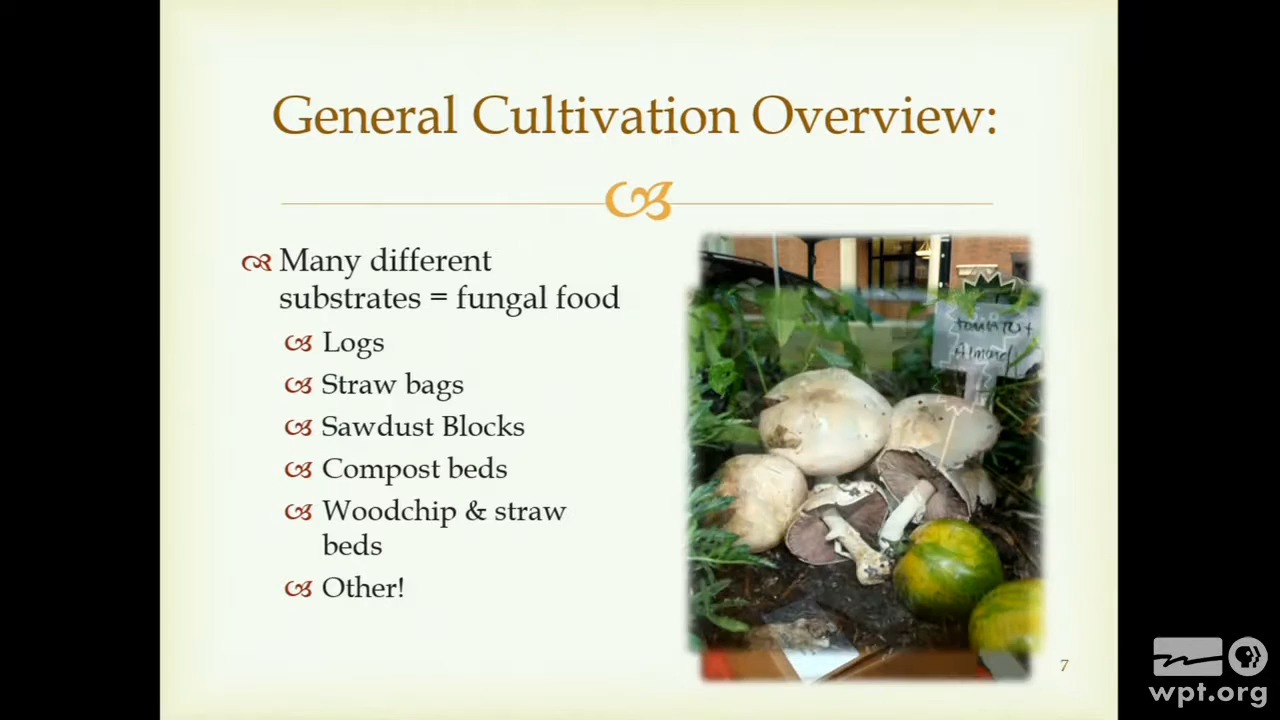 General Cultivation Overview:
Many different
substrates = fungal food
Logs
Straw bags
Sawdust Blocks
Compost beds
Woodchip & straw
beds
Other!
Almond
7
wpt.org